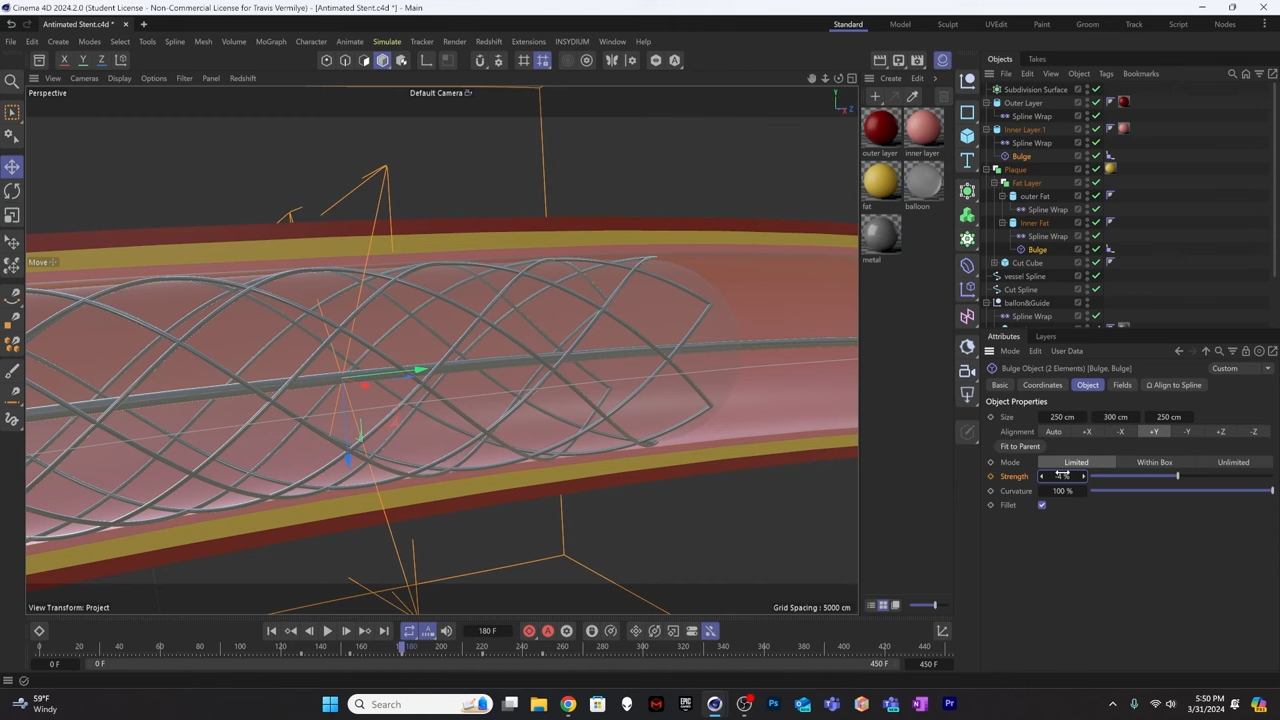 Cinema 4D 2024.2.0 (Student License - Non-Commercial License for Travis Vermilye) - [Antimated Stent.c4d *] - Main
Antimated Stent.c4d *
Standard Model Sculpt UVEdit Paint Groom Track Script Nodes
File Edit Create Modes Select Tools Spline Mesh Volume MoGraph Character Animate Simulate Tracker Render Redshift Extensions INSYDIUM Window Help
Objects Takes
View Cameras Display Options Filter Panel Redshift
Create Edit
File Edit View Object Tags Bookmarks
Perspective
Default Camera
Subdivision Surface
Outer Layer
Spline Wrap
Inner Layer.1
Spline Wrap
Bulge
Plaque
Fat Layer
outer Fat
Spline Wrap
Inner Fat
Spline Wrap
Bulge
Cut Cube
vessel Spline
Cut Spline
ballon&Guide
Spline Wrap
outer layer inner layer
fat balloon
metal
Move
Attributes Layers
Mode Edit User Data
Bulge Object (2 Elements) [Bulge, Bulge]
Custom
Basic Coordinates Object Fields Align to Spline
Object Properties
Size 250 cm 300 cm 250 cm
Alignment Auto +X -X +Y -Y +Z -Z
Fit to Parent
Mode Limited Within Box Unlimited
Strength -4 %
Curvature 100 %
Fillet
View Transform: Project
Grid Spacing : 5000 cm
180 F
0 20 40 60 80 100 120 140 160 180 200 220 240 260 280 300 320 340 360 380 400 420 440
0 F 0 F 450 F 450 F
59°F
Windy
Search
5:50 PM
3/31/2024